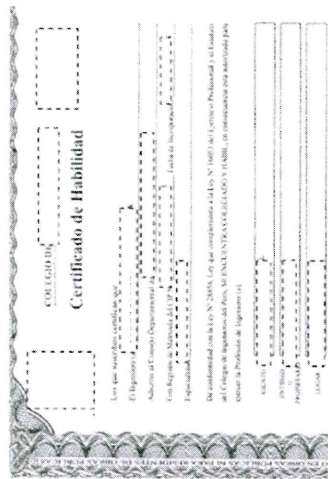 COLEGIO DE
Certificado de Habilidad
Los que suscriben certifican que:
El Ingeniero
Adscrito al Consejo Departamental de
Con Registro de Matrícula del CIP N° Fecha de Incorporación
Especialidad
De conformidad con la Ley N° 28858, Ley que complementa a la Ley N° 16053 del Ejercicio Profesional y el Estatuto
del Colegio de Ingenieros del Perú, SE ENCUENTRA COLEGIADO Y HÁBIL, en consecuencia está autorizado para
ejercer la Profesión de Ingeniero (a)
ASUNTO
ENTIDAD
O
PROPIETARIO
LUGAR